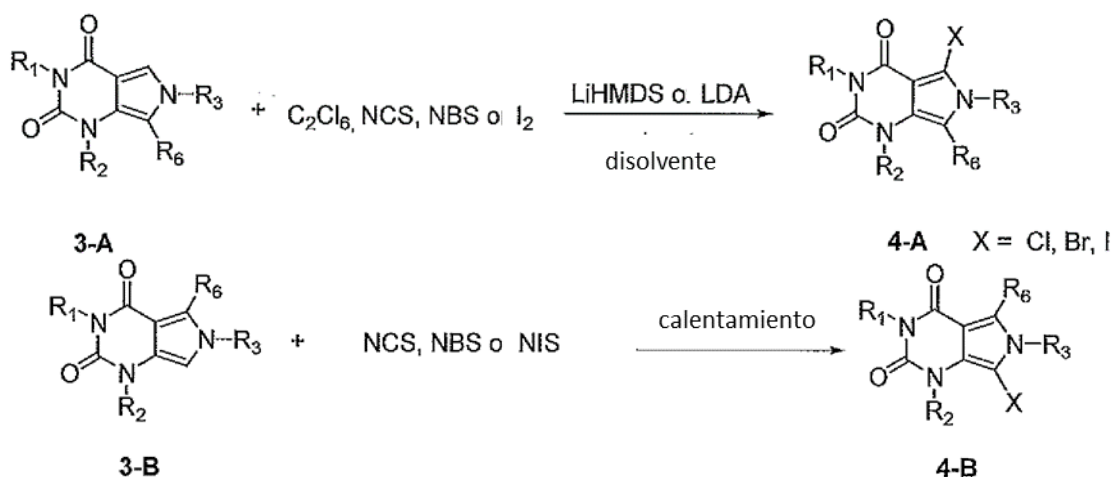 O
R₁
N
N
R₃
O
N
R₂
R₆
+
C₂Cl₆, NCS, NBS o I₂
LiHMDS o. LDA
disolvente
O
X
R₁
N
N
R₃
O
N
R₂
R₆
3-A
4-A X = Cl, Br, I
O
R₆
R₁
N
N
R₃
O
N
R₂
+
NCS, NBS o NIS
calentamiento
O
R₆
R₁
N
N
R₃
O
N
R₂
X
3-B
4-B